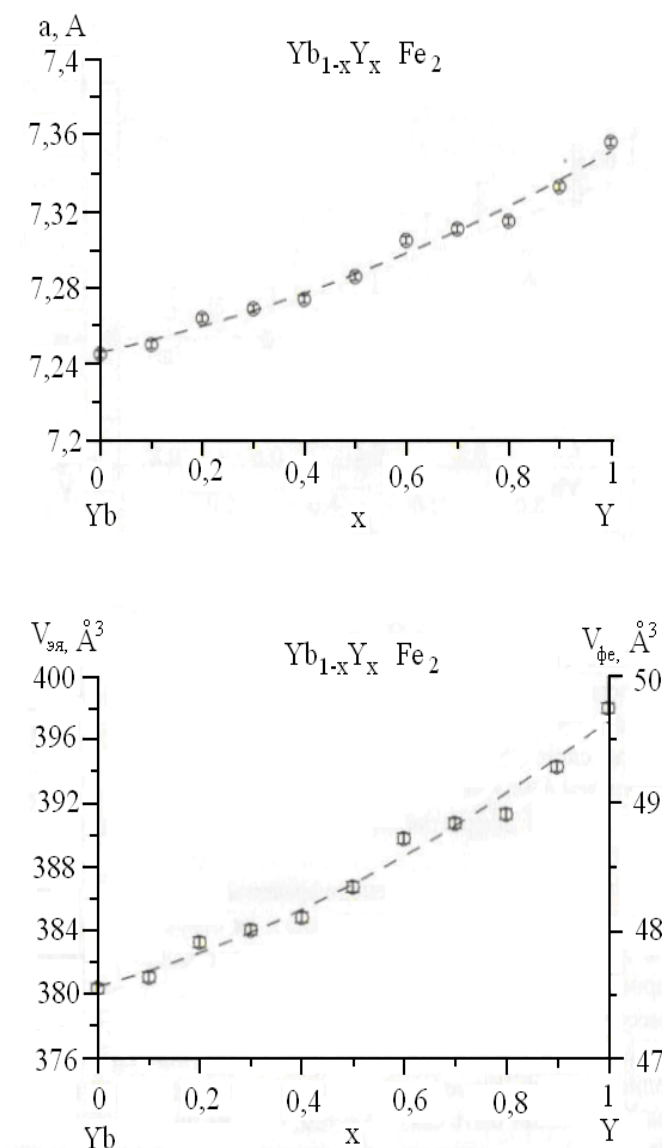 a, A
Yb₁₋ₓYₓ Fe₂
7,4
7,36
7,32
7,28
7,24
7,2
0 0,2 0,4 0,6 0,8 1
Yb x Y
Vэя, Å³
Yb₁₋ₓYₓ Fe₂
Vфе, Å³
400
396
392
388
384
380
376
50
49
48
47
0 0,2 0,4 0,6 0,8 1
Yb x Y